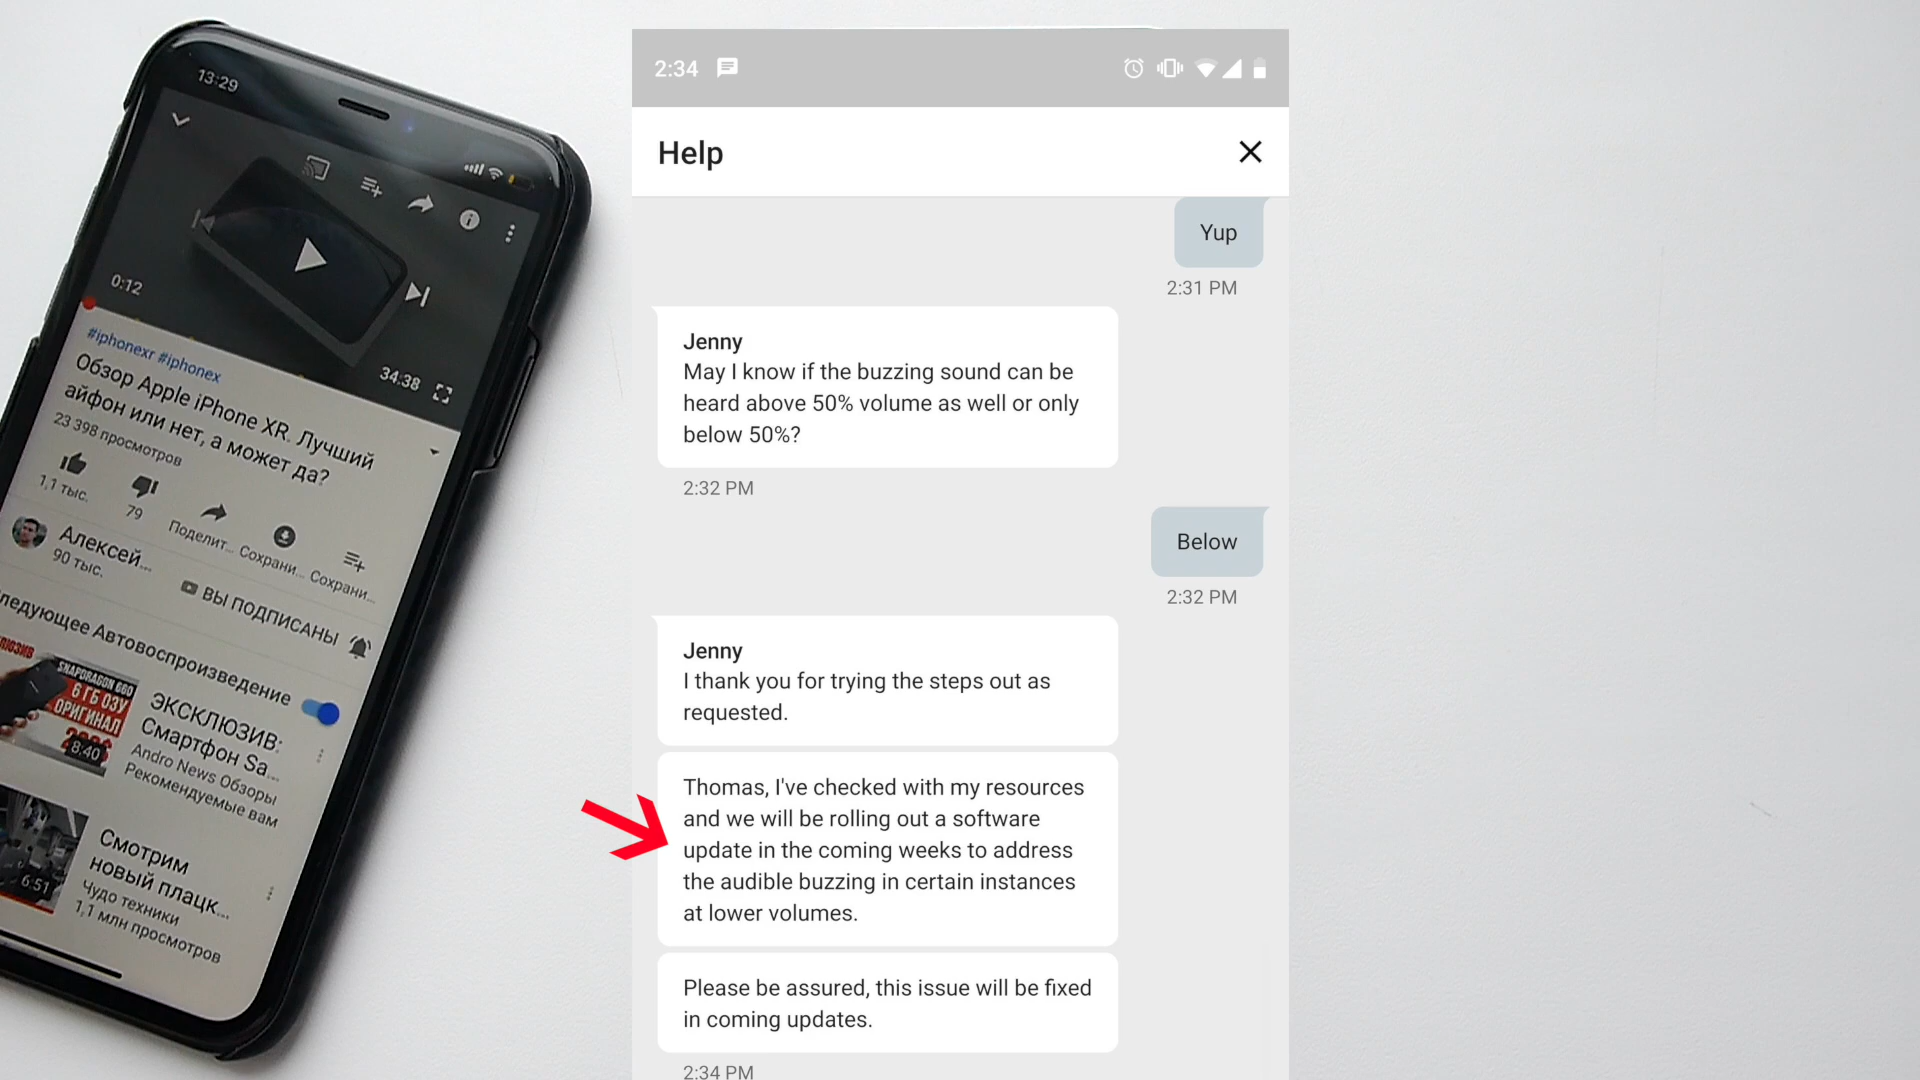 13:29
0:12
34:38
#iphonexr #iphonex
Обзор Apple iPhone XR. Лучший
айфон или нет, а может да?
23 398 просмотров
1,1 тыс.
79
Поделит...
Сохрани...
Сохрани...
Алексей...
90 тыс.
ВЫ ПОДПИСАНЫ
ледующее Автовоспроизведение
SNAPDRAGON 660
6 ГБ ОЗУ
ОРИГИНАЛ
8:40
ЭКСКЛЮЗИВ:
Смартфон Sa...
Andro News Обзоры
Рекомендуемые вам
6:51
Смотрим
новый плацк...
Чудо техники
1,1 млн просмотров
2:34
Help
Yup
2:31 PM
Jenny
May I know if the buzzing sound can be
heard above 50% volume as well or only
below 50%?
2:32 PM
Below
2:32 PM
Jenny
I thank you for trying the steps out as
requested.
Thomas, I've checked with my resources
and we will be rolling out a software
update in the coming weeks to address
the audible buzzing in certain instances
at lower volumes.
Please be assured, this issue will be fixed
in coming updates.
2:34 PM